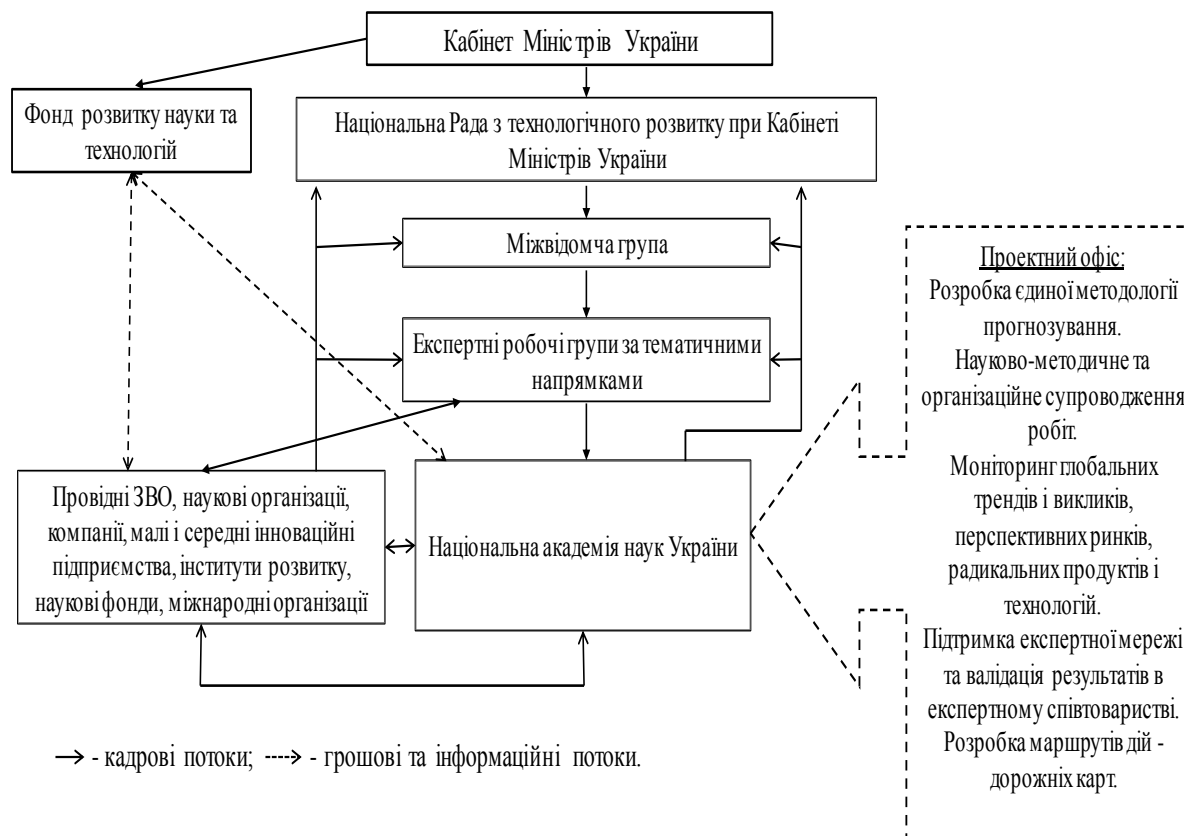 Кабінет Міністрів України
Фонд розвитку науки та
технологій
Національна Рада з технологічного розвитку при Кабінеті
Міністрів України
Міжвідомча група
Експертні робочі групи за тематичними
напрямками
Провідні ЗВО, наукові організації,
компанії, малі і середні інноваційні
підприємства, інститути розвитку,
наукові фонди, міжнародні організації
Національна академія наук України
Проектний офіс:
Розробка єдиної методології
прогнозування.
Науково-методичне та
організаційне супроводження
робіт.
Моніторинг глобальних
трендів і викликів,
перспективних ринків,
радикальних продуктів і
технологій.
Підтримка експертної мережі
та валідація результатів в
експертному співтоваристві.
Розробка маршрутів дій -
дорожніх карт.
- кадрові потоки; - грошові та інформаційні потоки.